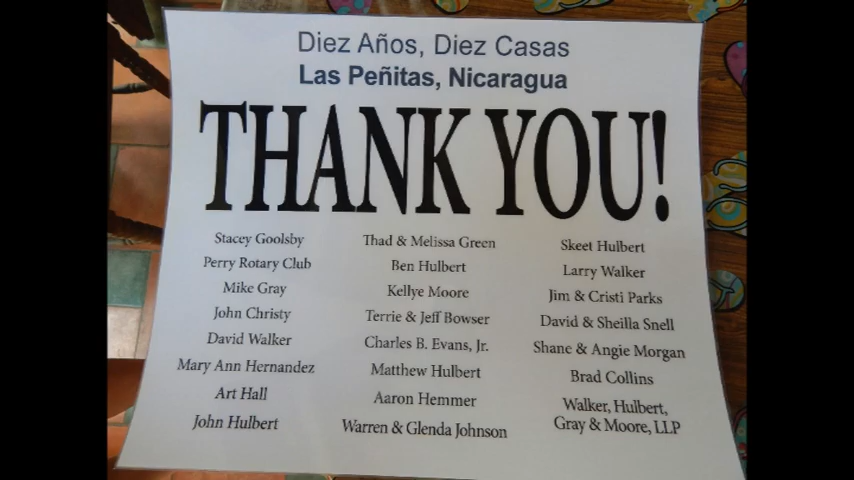 Diez Años, Diez Casas
Las Peñitas, Nicaragua
THANK YOU!
Stacey Goolsby
Perry Rotary Club
Mike Gray
John Christy
David Walker
Mary Ann Hernandez
Art Hall
John Hulbert
Thad & Melissa Green
Ben Hulbert
Kellye Moore
Terrie & Jeff Bowser
Charles B. Evans, Jr.
Matthew Hulbert
Aaron Hemmer
Warren & Glenda Johnson
Skeet Hulbert
Larry Walker
Jim & Cristi Parks
David & Sheilla Snell
Shane & Angie Morgan
Brad Collins
Walker, Hulbert,
Gray & Moore, LLP